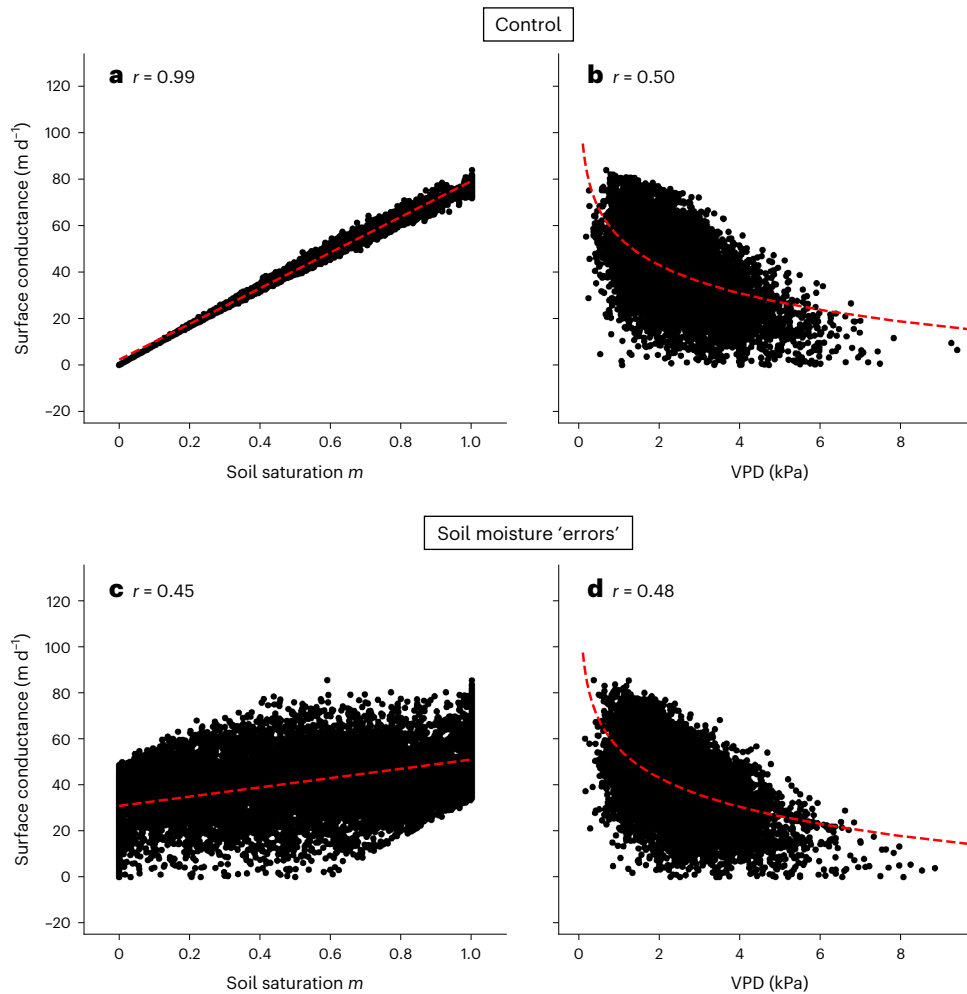 Control
a r = 0.99
b r = 0.50
120
100
80
60
40
20
0
–20
Surface conductance (m d⁻¹)
0 0.2 0.4 0.6 0.8 1.0
Soil saturation m
0 2 4 6 8
VPD (kPa)
Soil moisture ‘errors’
c r = 0.45
d r = 0.48
120
100
80
60
40
20
0
–20
Surface conductance (m d⁻¹)
0 0.2 0.4 0.6 0.8 1.0
Soil saturation m
0 2 4 6 8
VPD (kPa)